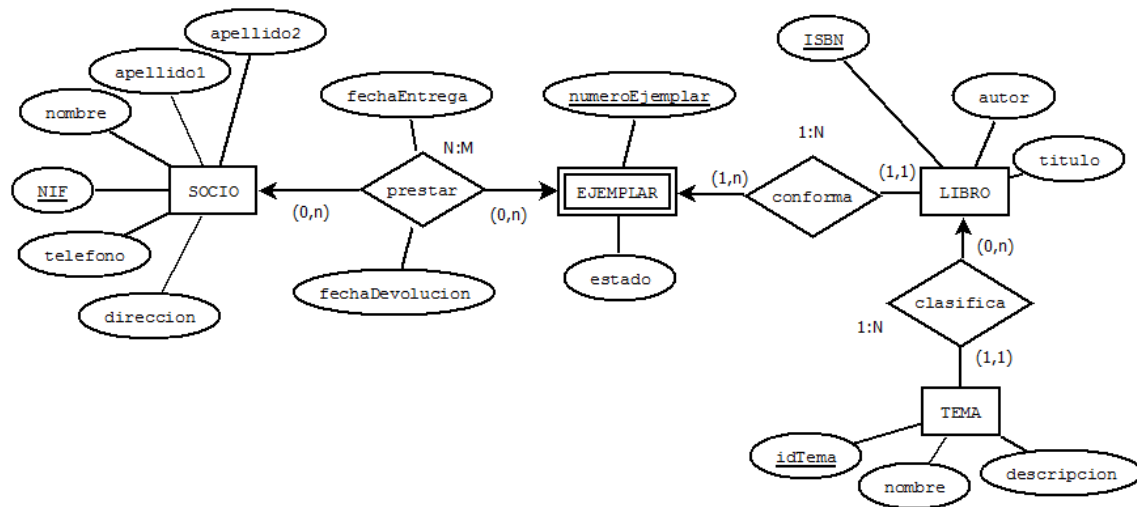 apellido2
ISBN
apellido1
fechaEntrega
numeroEjemplar
autor
nombre
N:M
1:N
titulo
NIF
SOCIO
prestar
EJEMPLAR
(1,n)
conforma
(1,1)
LIBRO
(0,n)
(0,n)
telefono
(0,n)
fechaDevolucion
estado
clasifica
direccion
1:N
(1,1)
TEMA
idTema
descripcion
nombre